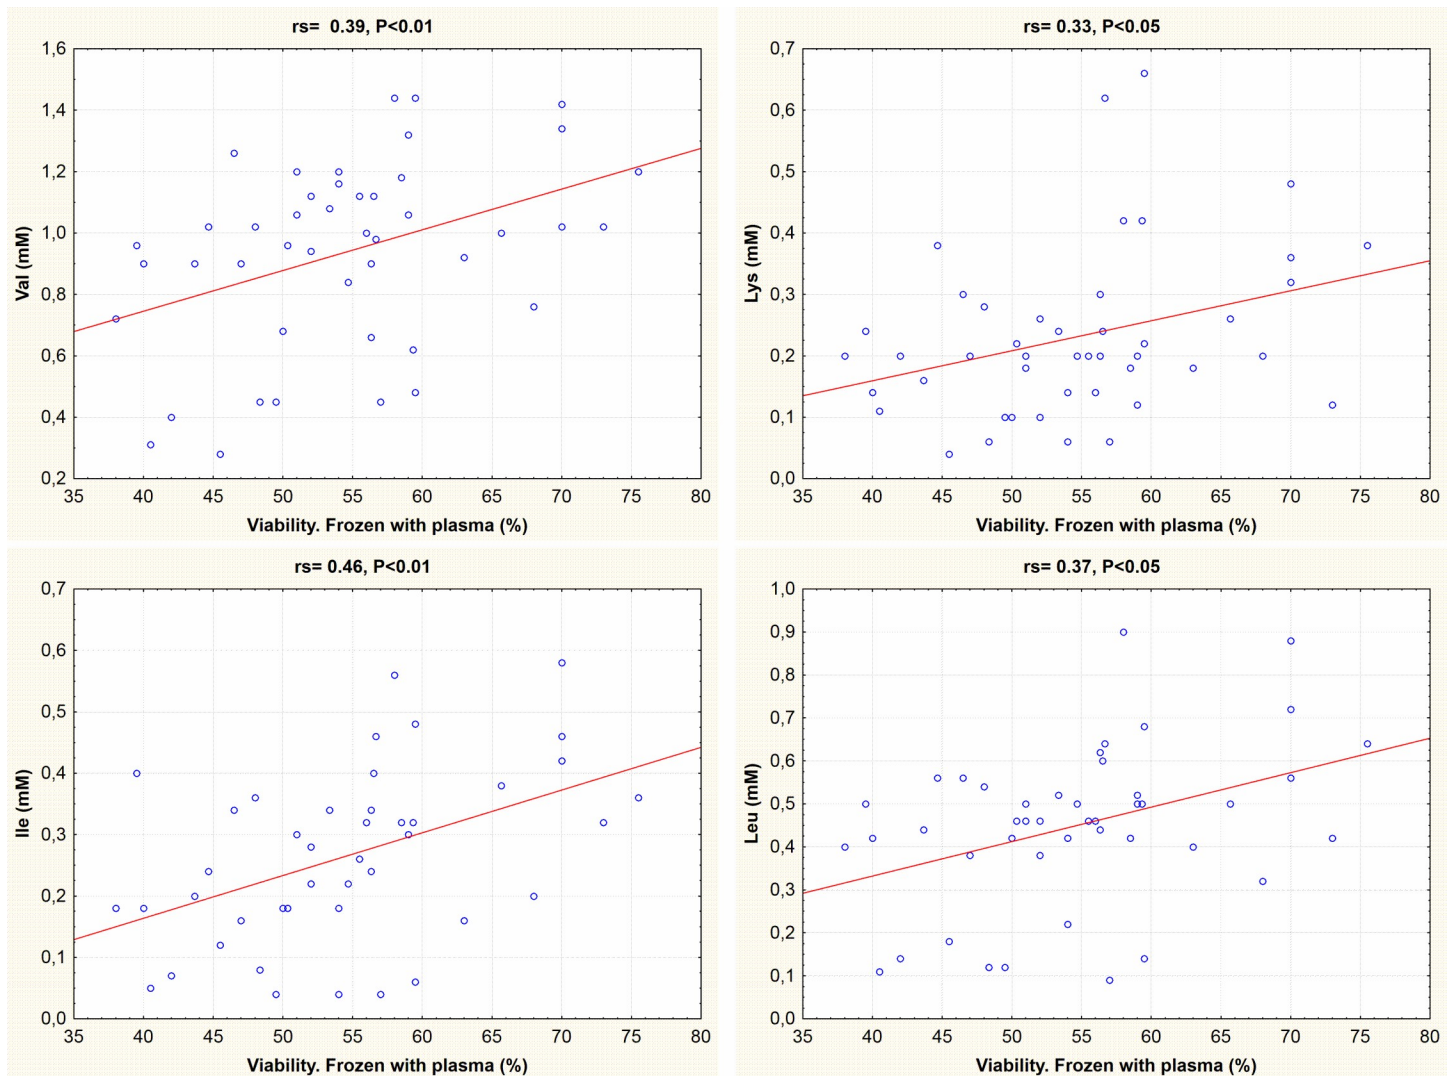 rs=  0.39, P<0.01
1,6
1,4
1,2
1,0
0,8
0,6
0,4
0,2
Val (mM)
35 40 45 50 55 60 65 70 75 80
Viability. Frozen with plasma (%)
rs= 0.33, P<0.05
0,7
0,6
0,5
0,4
0,3
0,2
0,1
0,0
Lys (mM)
35 40 45 50 55 60 65 70 75 80
Viability. Frozen with plasma (%)
rs= 0.46, P<0.01
0,7
0,6
0,5
0,4
0,3
0,2
0,1
0,0
Ile (mM)
35 40 45 50 55 60 65 70 75 80
Viability. Frozen with plasma (%)
rs= 0.37, P<0.05
1,0
0,9
0,8
0,7
0,6
0,5
0,4
0,3
0,2
0,1
0,0
Leu (mM)
35 40 45 50 55 60 65 70 75 80
Viability. Frozen with plasma (%)